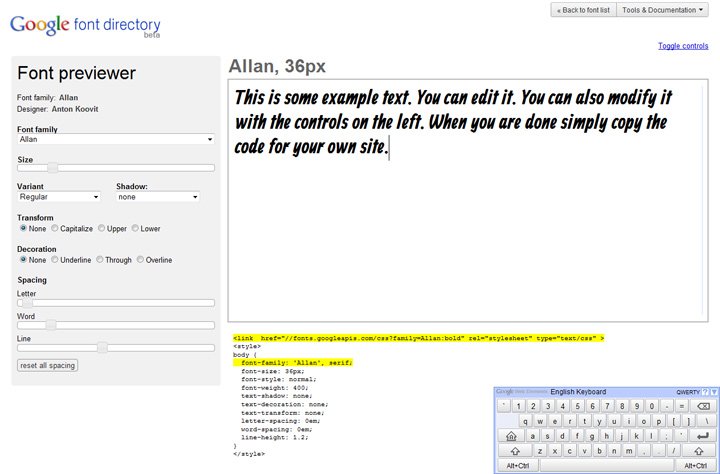 « Back to font list Tools & Documentation
Google font directory
beta
Toggle controls
Font previewer
Font family: Allan
Designer: Anton Koovit
Font family
Allan
Size
Variant Shadow:
Regular none
Transform
None Capitalize Upper Lower
Decoration
None Underline Through Overline
Spacing
Letter
Word
Line
reset all spacing
Allan, 36px
This is some example text. You can edit it. You can also modify it
with the controls on the left. When you are done simply copy the
code for your own site.
<link href="//fonts.googleapis.com/css?family=Allan:bold" rel="stylesheet" type="text/css" >
<style>
body {
font-family: 'Allan', serif;
font-size: 36px;
font-style: normal;
font-weight: 400;
text-shadow: none;
text-decoration: none;
text-transform: none;
letter-spacing: 0em;
word-spacing: 0em;
line-height: 1.2;
}
</style>
Google English Keyboard QWERTY ?
` 1 2 3 4 5 6 7 8 9 0 - =
q w e r t y u i o p [ ] \
a s d f g h j k l ; '
z x c v b n m , . /
Alt+Ctrl Alt+Ctrl